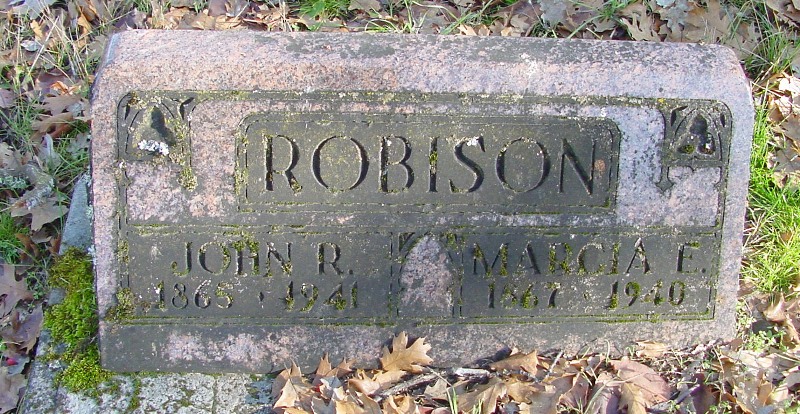 ROBISON
JOHN R. MARCIA E.
1865 · 1941 1867 · 1940